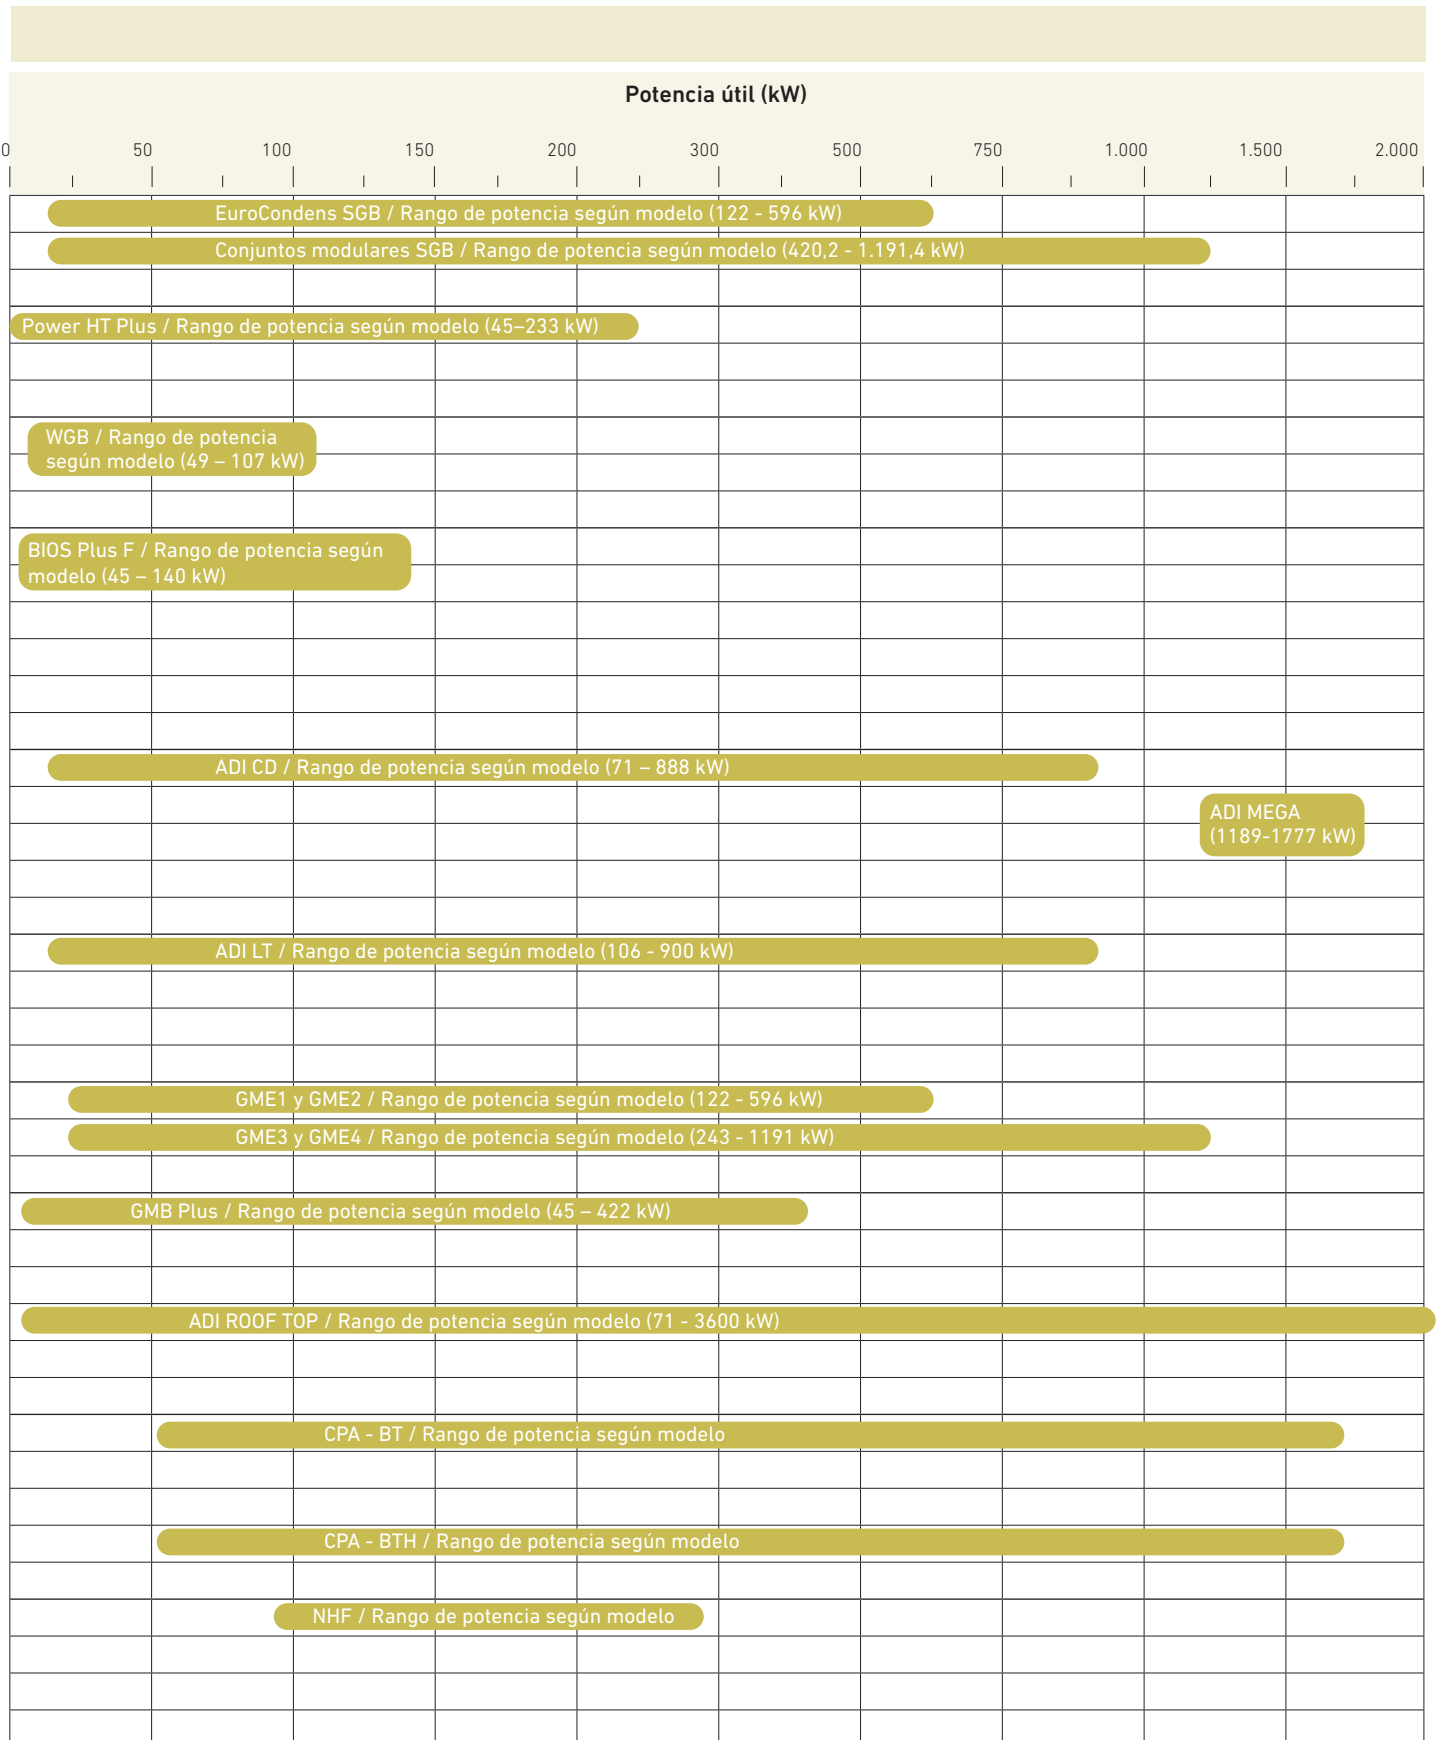 Potencia útil (kW)
0 50 100 150 200 300 500 750 1.000 1.500 2.000
EuroCondens SGB / Rango de potencia según modelo (122 - 596 kW)
Conjuntos modulares SGB / Rango de potencia según modelo (420,2 - 1.191,4 kW)
Power HT Plus / Rango de potencia según modelo (45–233 kW)
WGB / Rango de potencia
según modelo (49 – 107 kW)
BIOS Plus F / Rango de potencia según
modelo (45 – 140 kW)
ADI CD / Rango de potencia según modelo (71 – 888 kW)
ADI MEGA
(1189-1777 kW)
ADI LT / Rango de potencia según modelo (106 - 900 kW)
GME1 y GME2 / Rango de potencia según modelo (122 - 596 kW)
GME3 y GME4 / Rango de potencia según modelo (243 - 1191 kW)
GMB Plus / Rango de potencia según modelo (45 – 422 kW)
ADI ROOF TOP / Rango de potencia según modelo (71 - 3600 kW)
CPA - BT / Rango de potencia según modelo
CPA - BTH / Rango de potencia según modelo
NHF / Rango de potencia según modelo